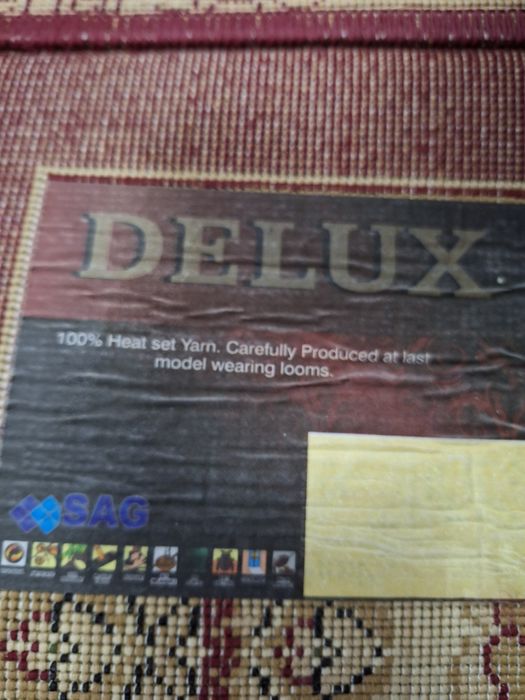 DELUX
100% Heat set Yarn. Carefully Produced at last
model wearing looms.
SAG